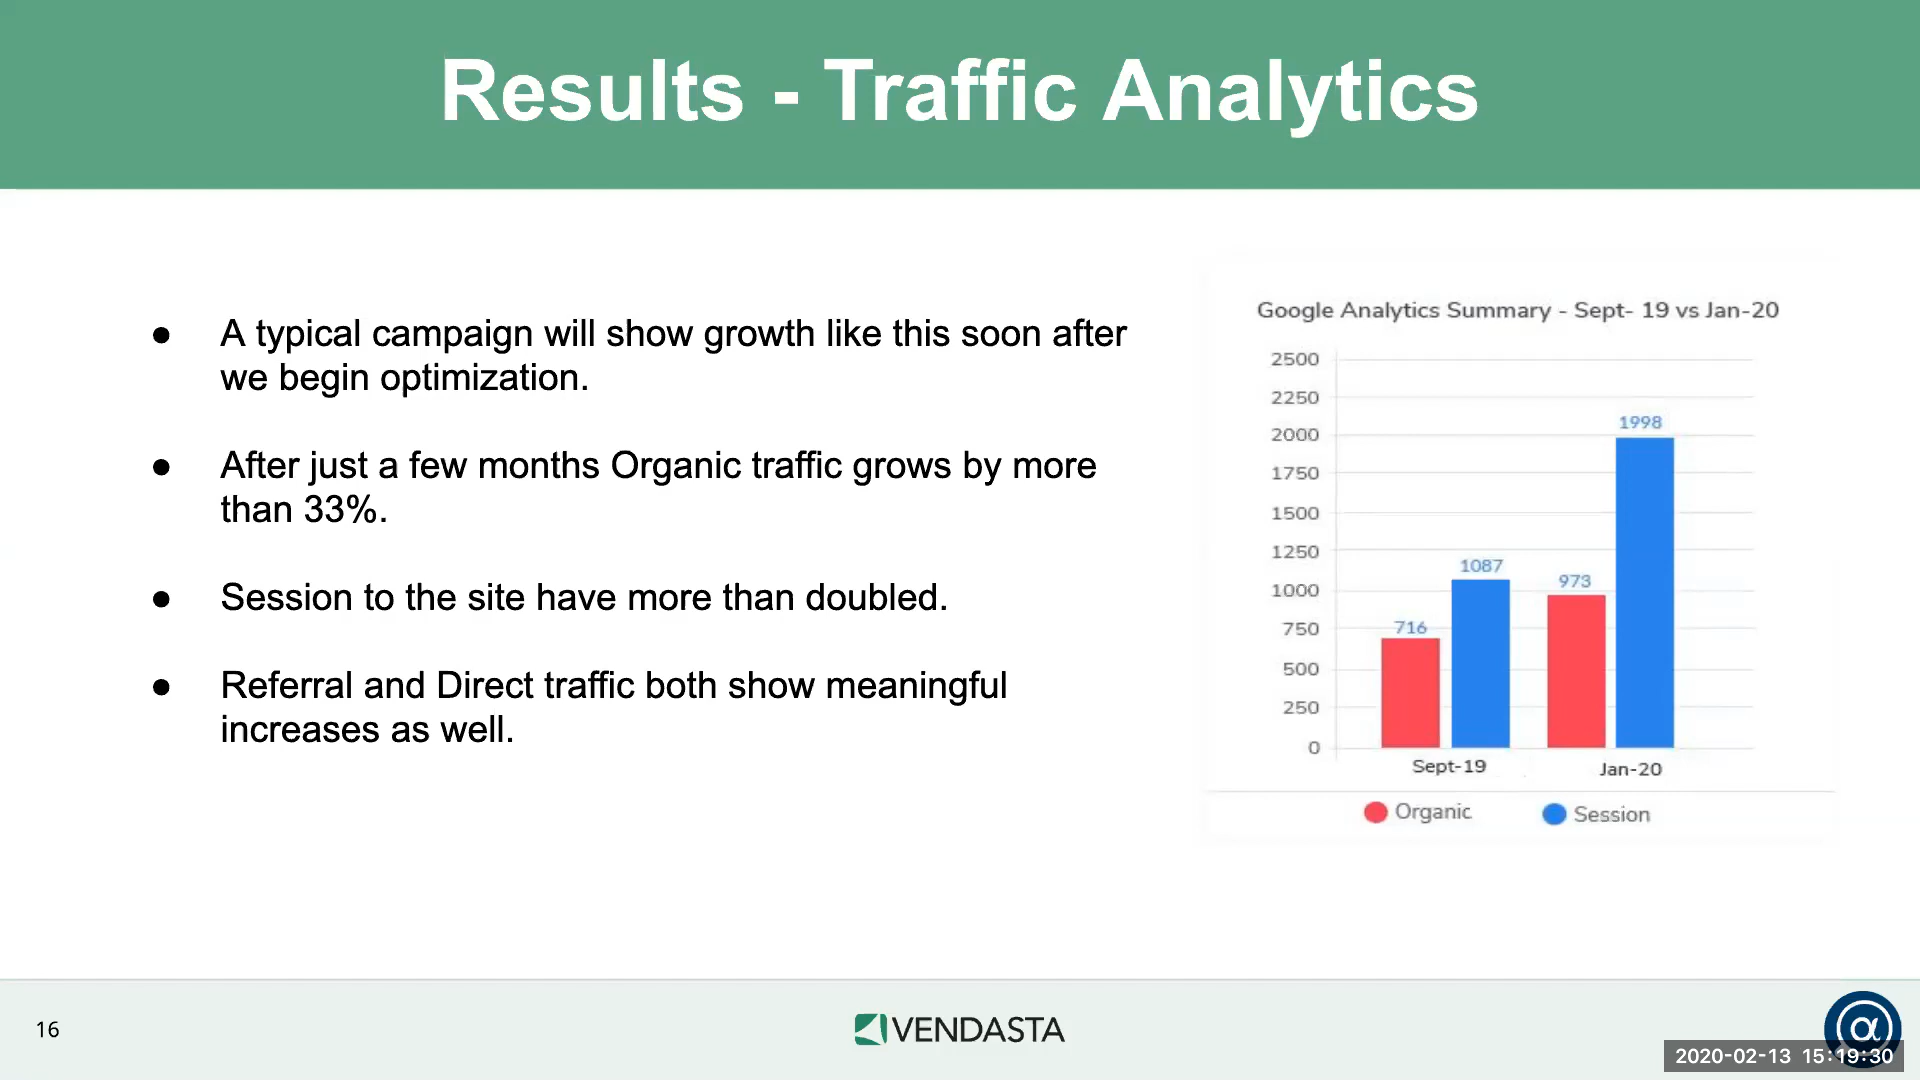 Results - Traffic Analytics
● A typical campaign will show growth like this soon after
we begin optimization.
● After just a few months Organic traffic grows by more
than 33%.
● Session to the site have more than doubled.
● Referral and Direct traffic both show meaningful
increases as well.
Google Analytics Summary - Sept- 19 vs Jan-20
2500
2250
2000
1750
1500
1250
1000
750
500
250
0
716
1087
973
1998
Sept-19
Jan-20
Organic
Session
16
VENDASTA
α
2020-02-13 15:19:30